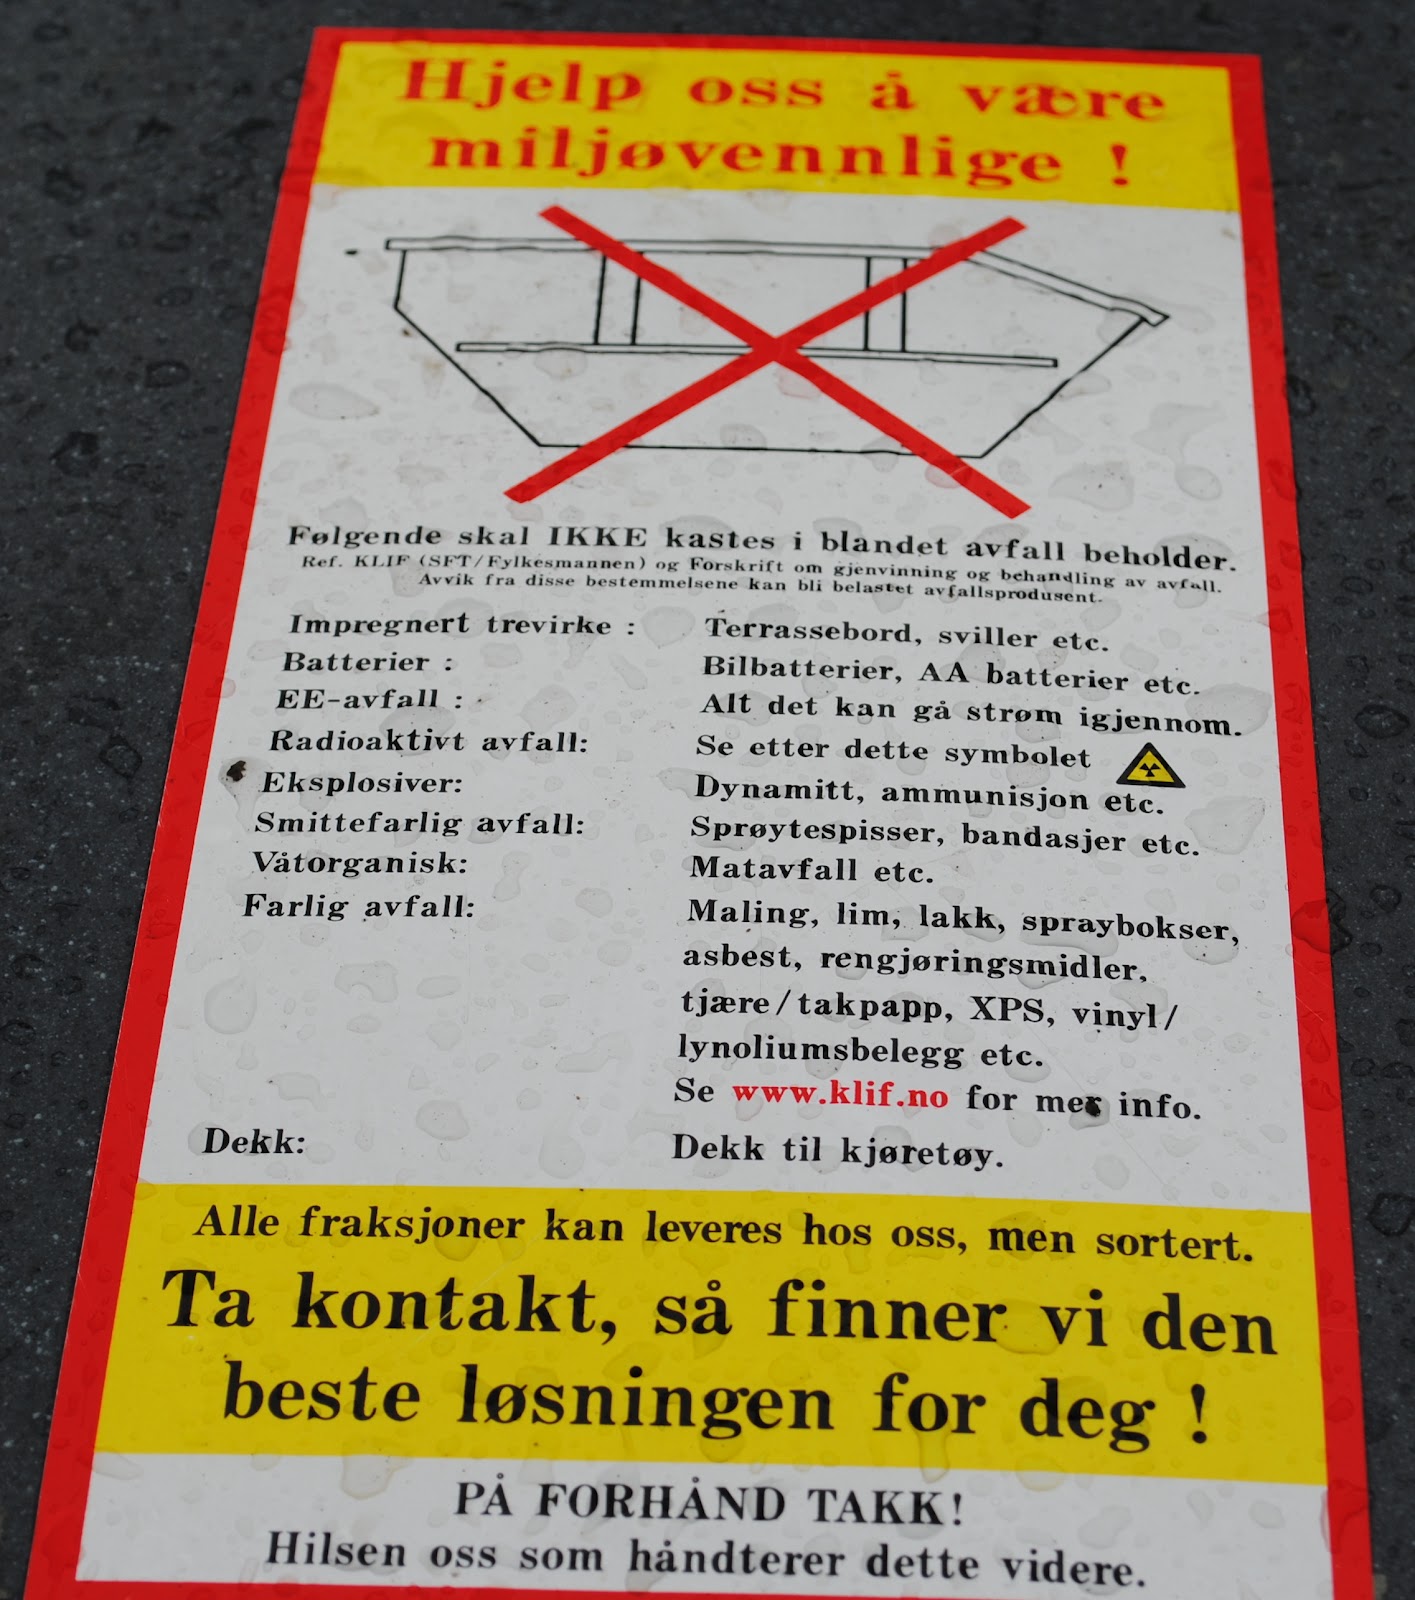 Hjelp oss å være
miljøvennlige !
Følgende skal IKKE kastes i blandet avfall beholder.
Ref. KLIF (SFT/Fylkesmannen) og Forskrift om gjenvinning og behandling av avfall.
Avvik fra disse bestemmelsene kan bli belastet avfallsprodusent.
Impregnert trevirke : Terrassebord, sviller etc.
Batterier : Bilbatterier, AA batterier etc.
EE-avfall : Alt det kan gå strøm igjennom.
Radioaktivt avfall: Se etter dette symbolet
Eksplosiver: Dynamitt, ammunisjon etc.
Smittefarlig avfall: Sprøytespisser, bandasjer etc.
Våtorganisk: Matavfall etc.
Farlig avfall: Maling, lim, lakk, spraybokser,
asbest, rengjøringsmidler,
tjære/takpapp, XPS, vinyl/
lynoliumsbelegg etc.
Se www.klif.no for mer info.
Dekk: Dekk til kjøretøy.
Alle fraksjoner kan leveres hos oss, men sortert.
Ta kontakt, så finner vi den
beste løsningen for deg !
PÅ FORHÅND TAKK!
Hilsen oss som håndterer dette videre.